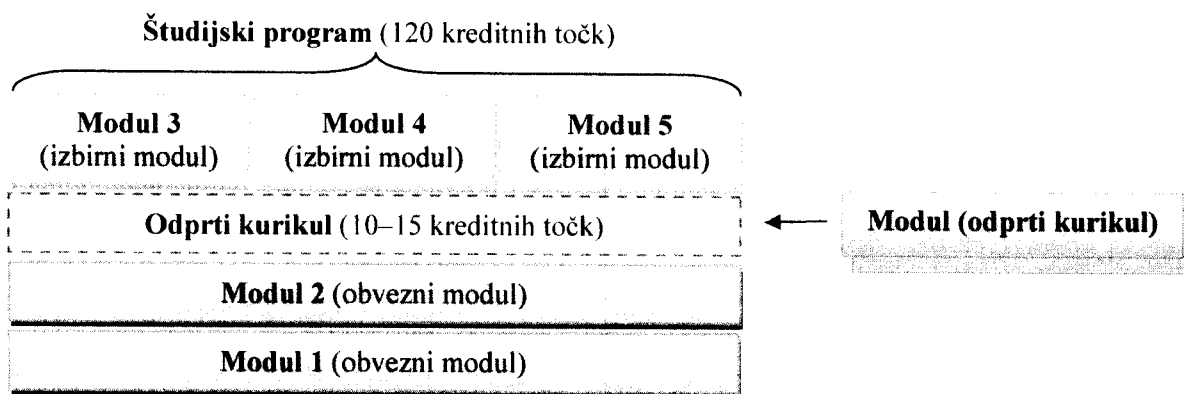 Študijski program (120 kreditnih točk)
Modul 3
(izbirni modul)
Modul 4
(izbirni modul)
Modul 5
(izbirni modul)
Odprti kurikul (10–15 kreditnih točk)
Modul (odprti kurikul)
Modul 2 (obvezni modul)
Modul 1 (obvezni modul)